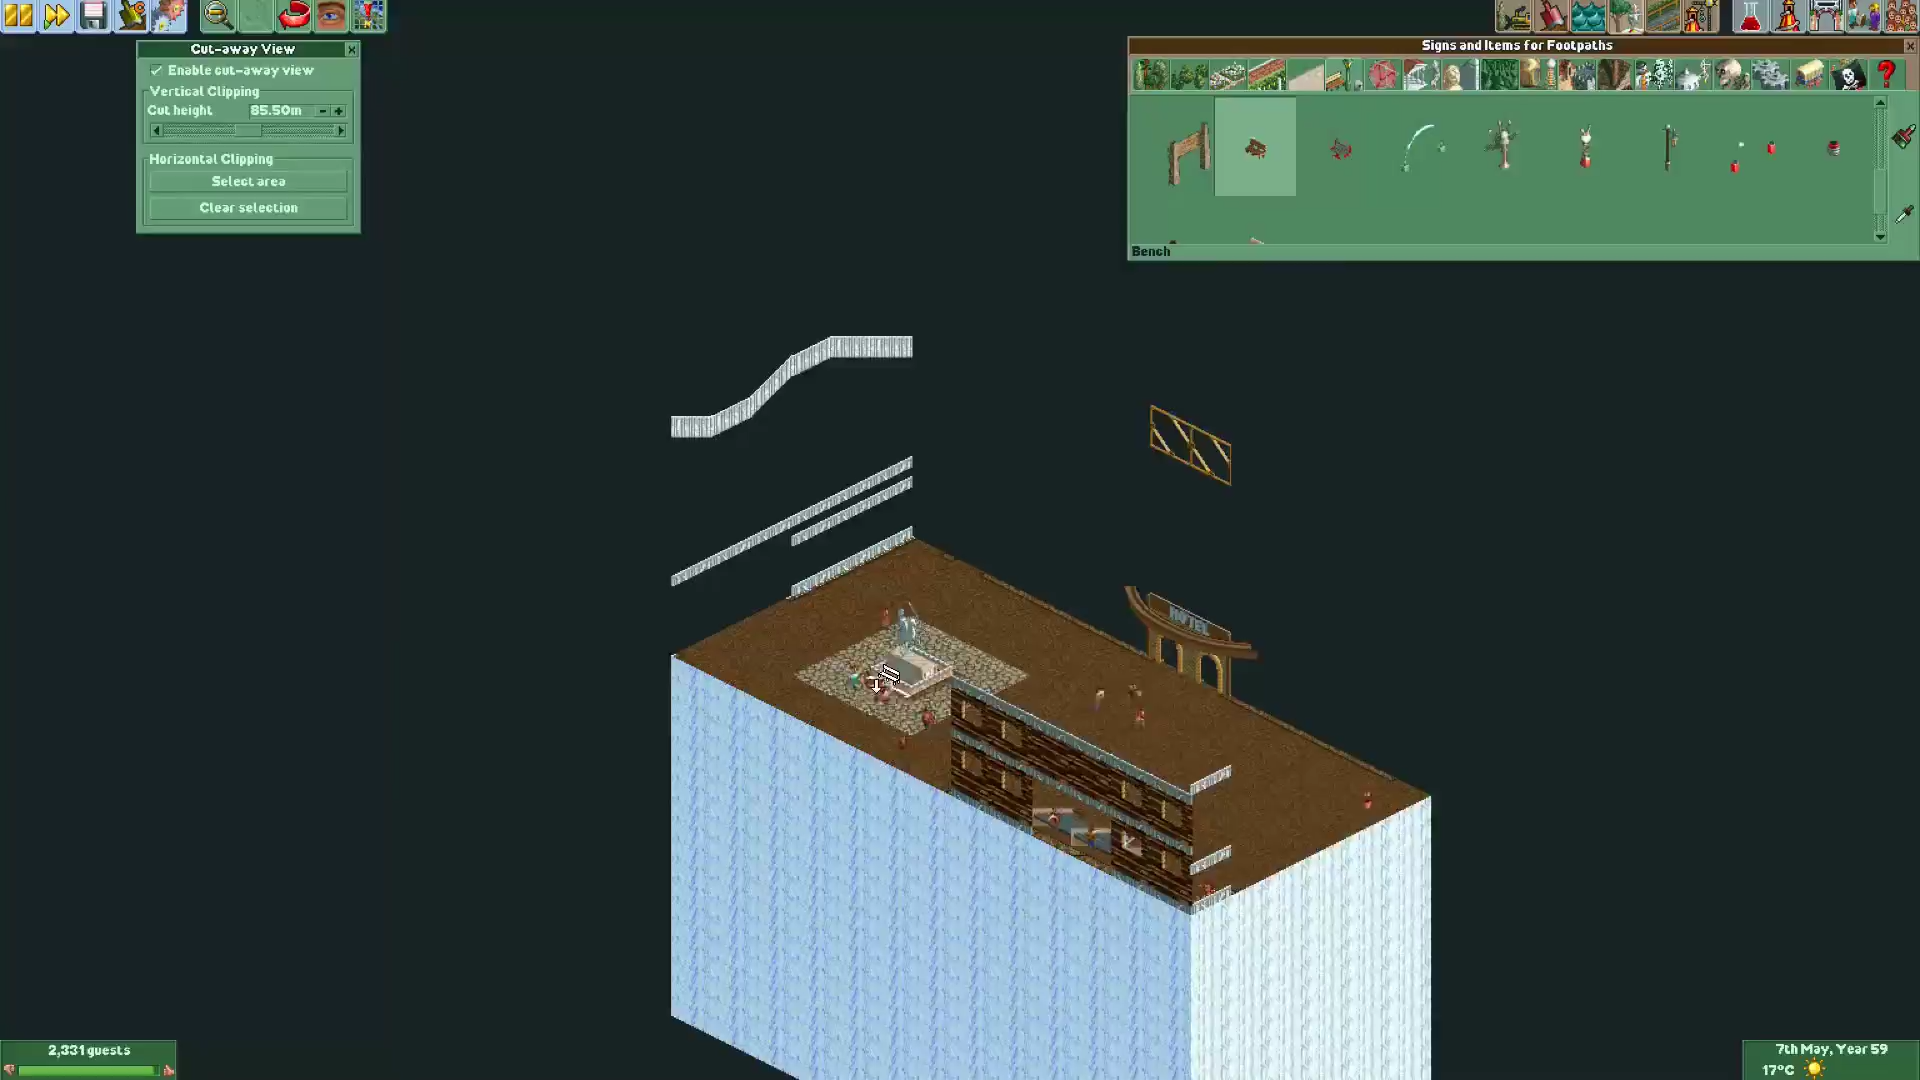 Cut-away View
Enable cut-away view
Vertical Clipping
Cut height 85.50m - +
Horizontal Clipping
Select area
Clear selection
Signs and Items for Footpaths
Bench
HOTEL
2,331 guests
7th May, Year 59
17°C